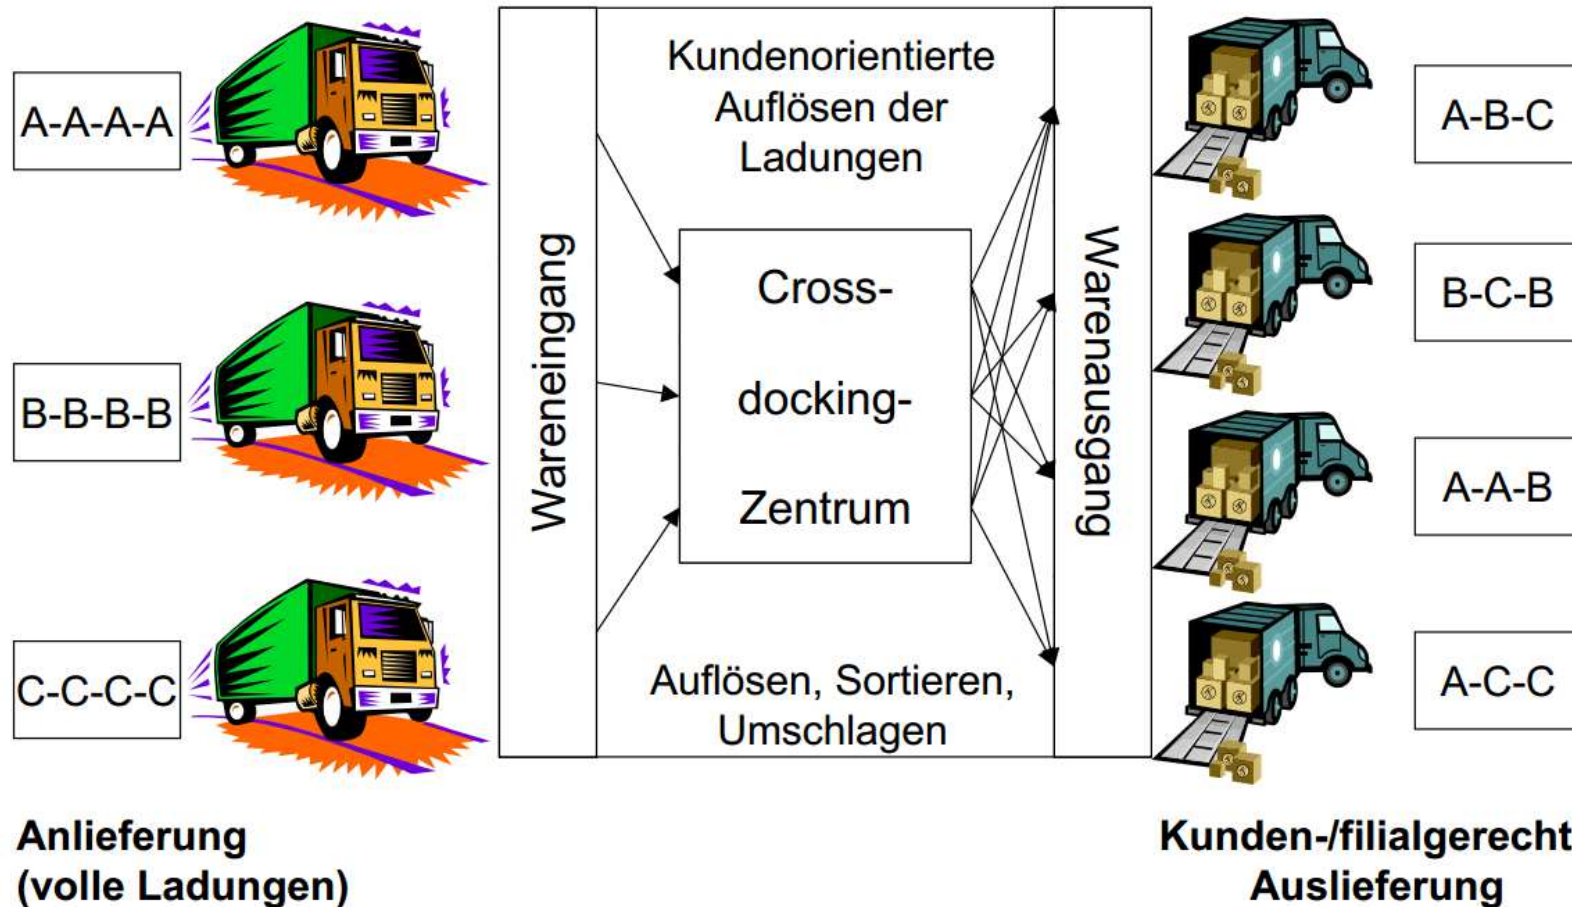 A-A-A-A
B-B-B-B
C-C-C-C
Wareneingang
Kundenorientierte
Auflösen der
Ladungen
Cross-
docking-
Zentrum
Auflösen, Sortieren,
Umschlagen
Warenausgang
A-B-C
B-C-B
A-A-B
A-C-C
Anlieferung
(volle Ladungen)
Kunden-/filialgerecht
Auslieferung